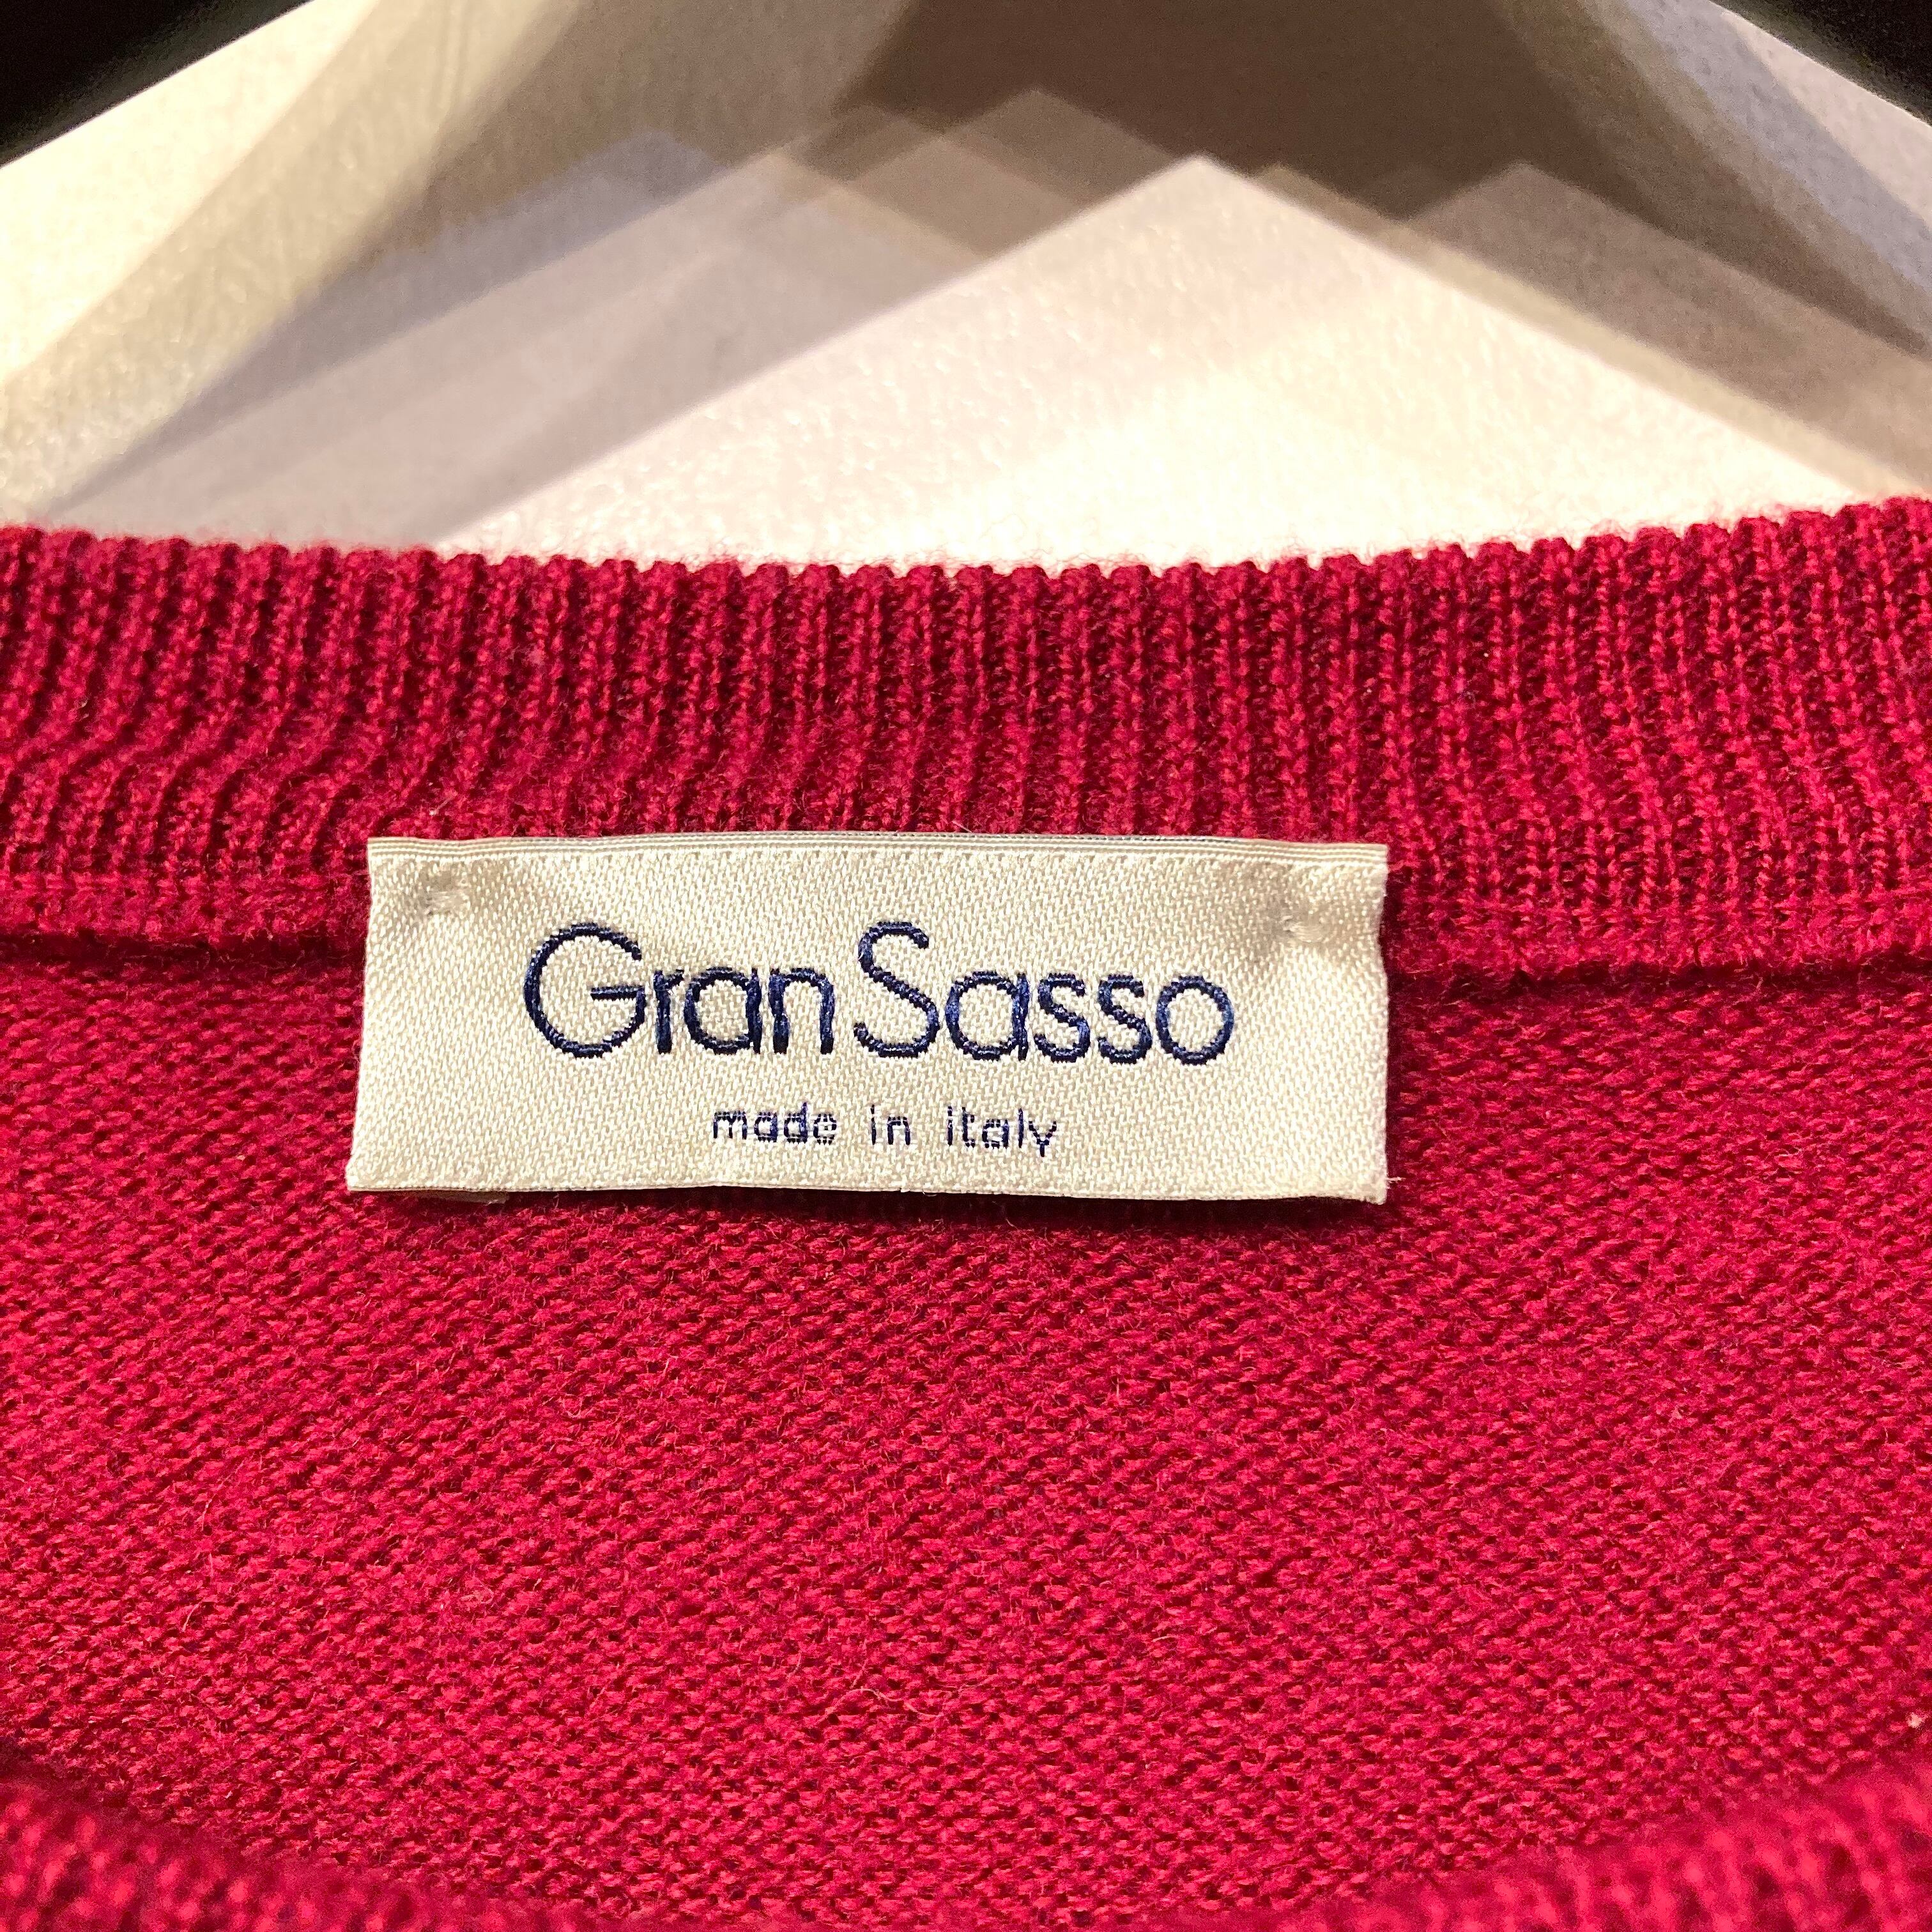 Gran Sasso
made in italy